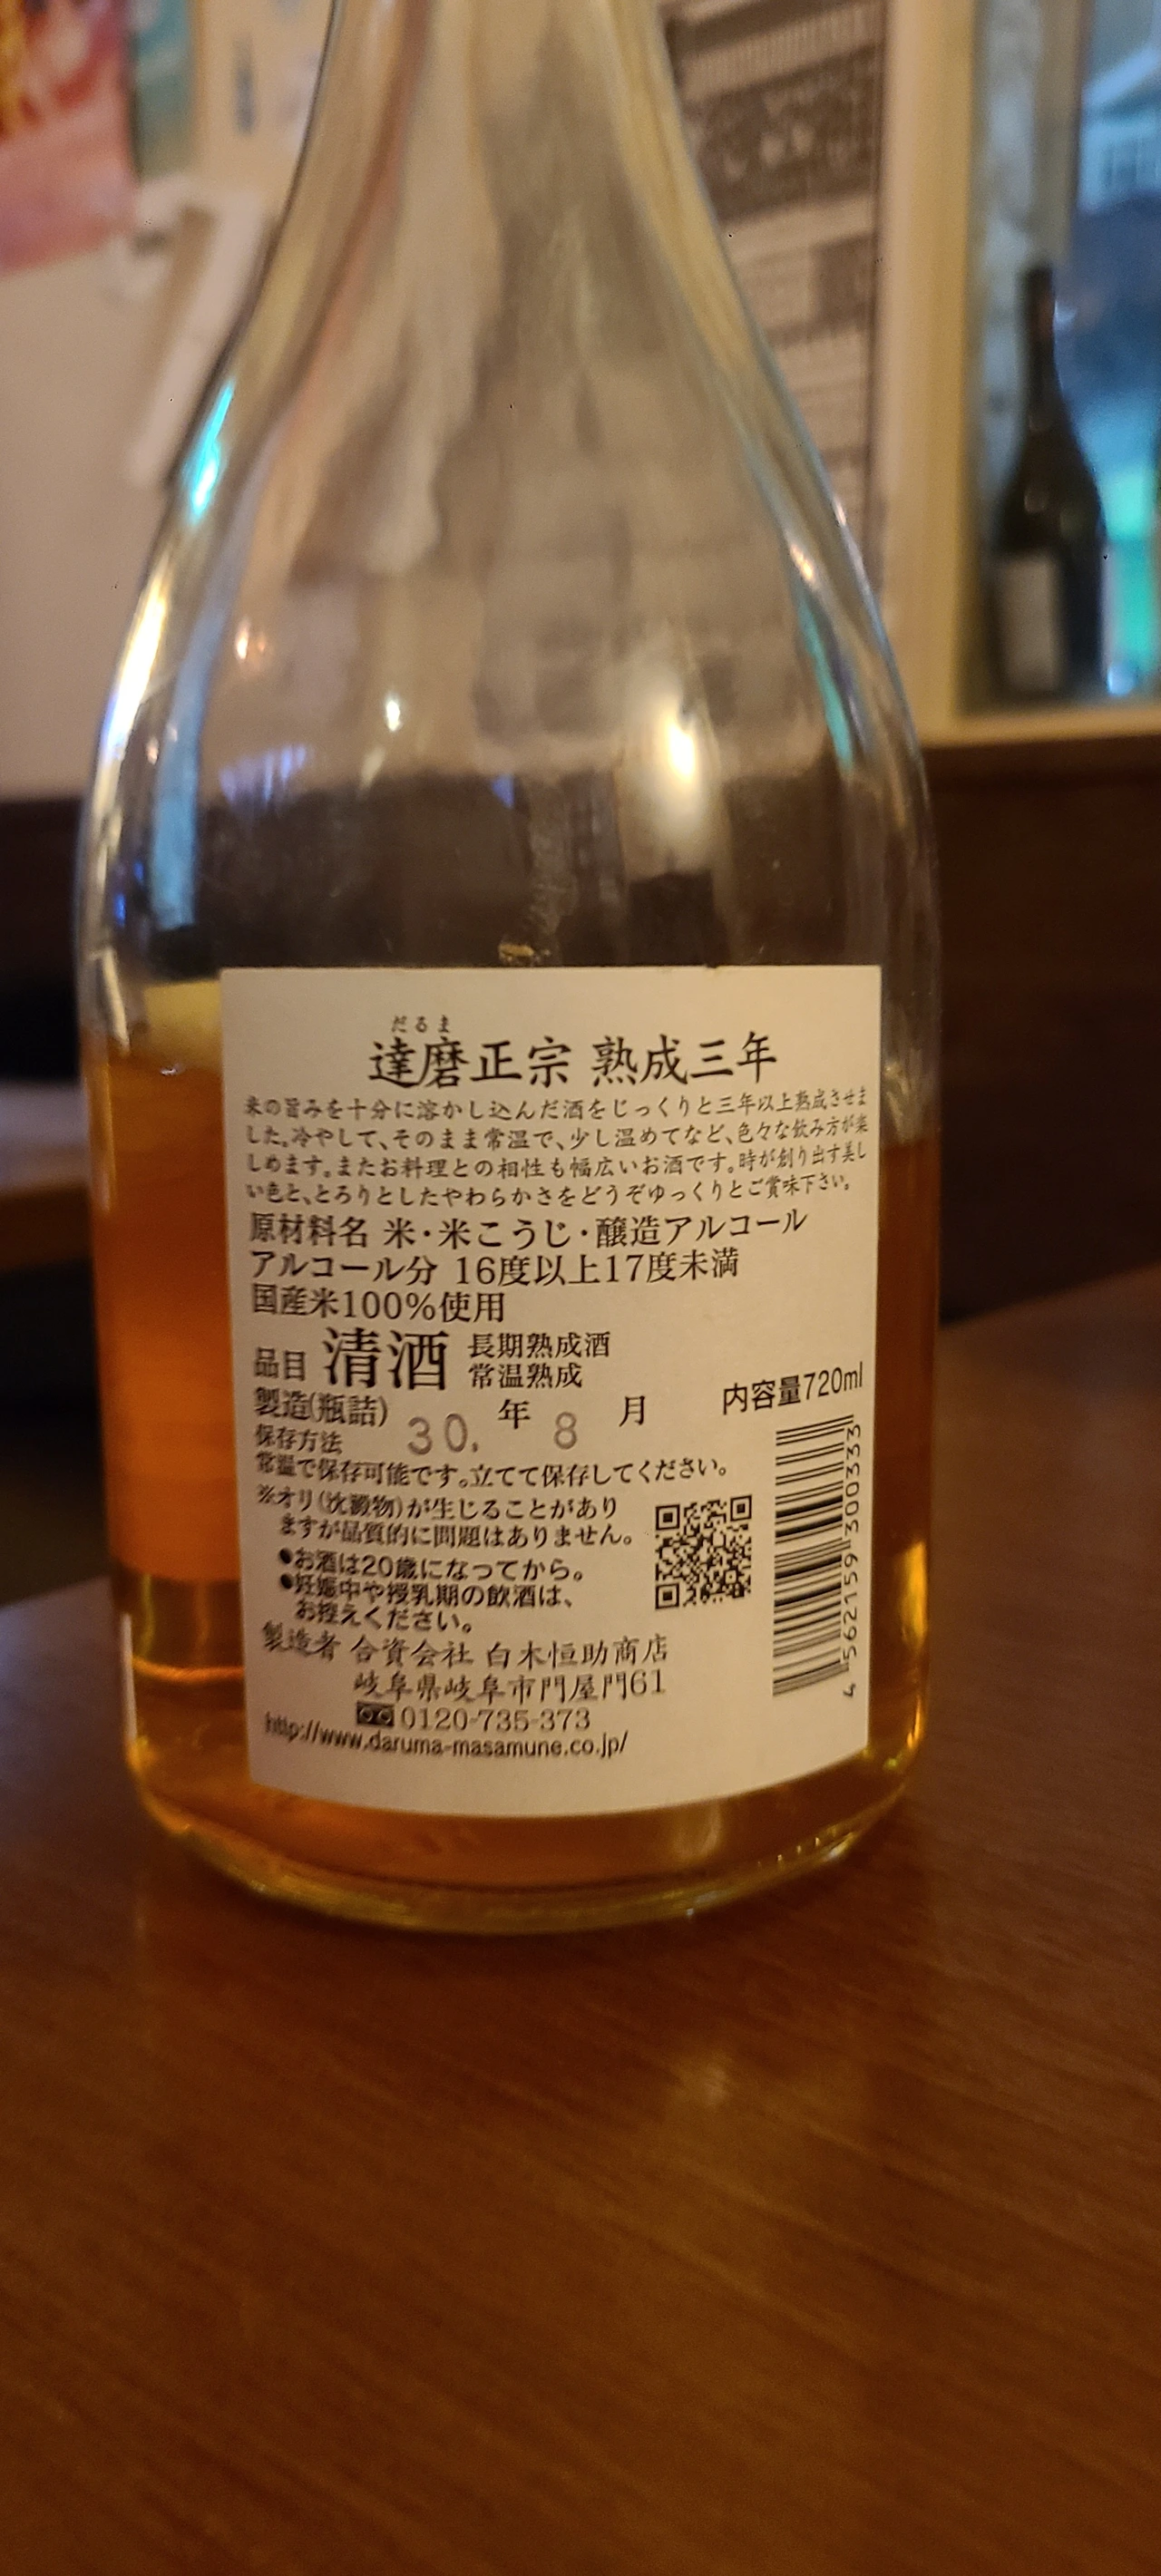 だるま
達磨正宗 熟成三年
米の旨みを十分に溶かし込んだ酒をじっくりと三年以上熟成させま
した。冷やして、そのまま常温で、少し温めてなど、色々な飲み方が楽
しめます。またお料理との相性も幅広いお酒です。時が創り出す美し
い色と、とろりとしたやわらかさをどうぞゆっくりとご賞味下さい。
原材料名 米・米こうじ・醸造アルコール
アルコール分 16度以上17度未満
国産米100%使用
品目 清酒 長期熟成酒
常温熟成
製造(瓶詰) 30. 年 8 月
内容量720ml
保存方法
常温で保存可能です。立てて保存してください。
※オリ(沈澱物)が生じることがあり
ますが品質的に問題はありません。
●お酒は20歳になってから。
●妊娠中や授乳期の飲酒は、
お控えください。
製造者 合資会社 白木恒助商店
岐阜県岐阜市門屋門61
0120-735-373
http://www.daruma-masamune.co.jp/
4 562159 300333